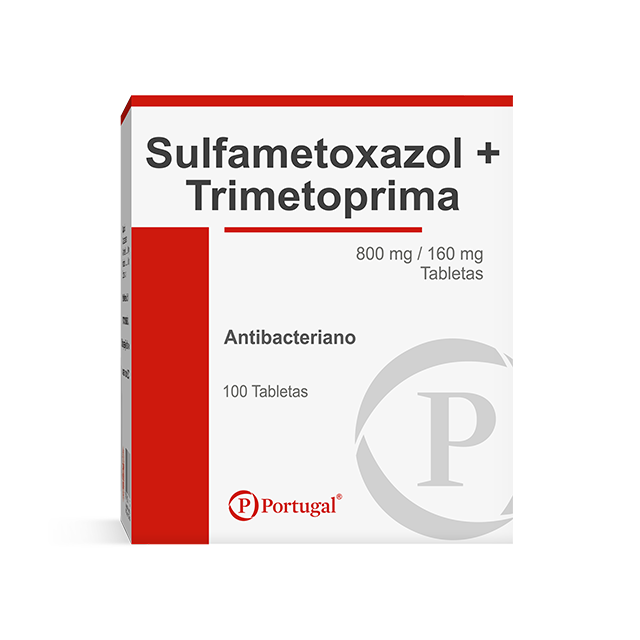 Sulfametoxazol +
Trimetoprima
800 mg / 160 mg
Tabletas
Antibacteriano
100 Tabletas
P
P Portugal®